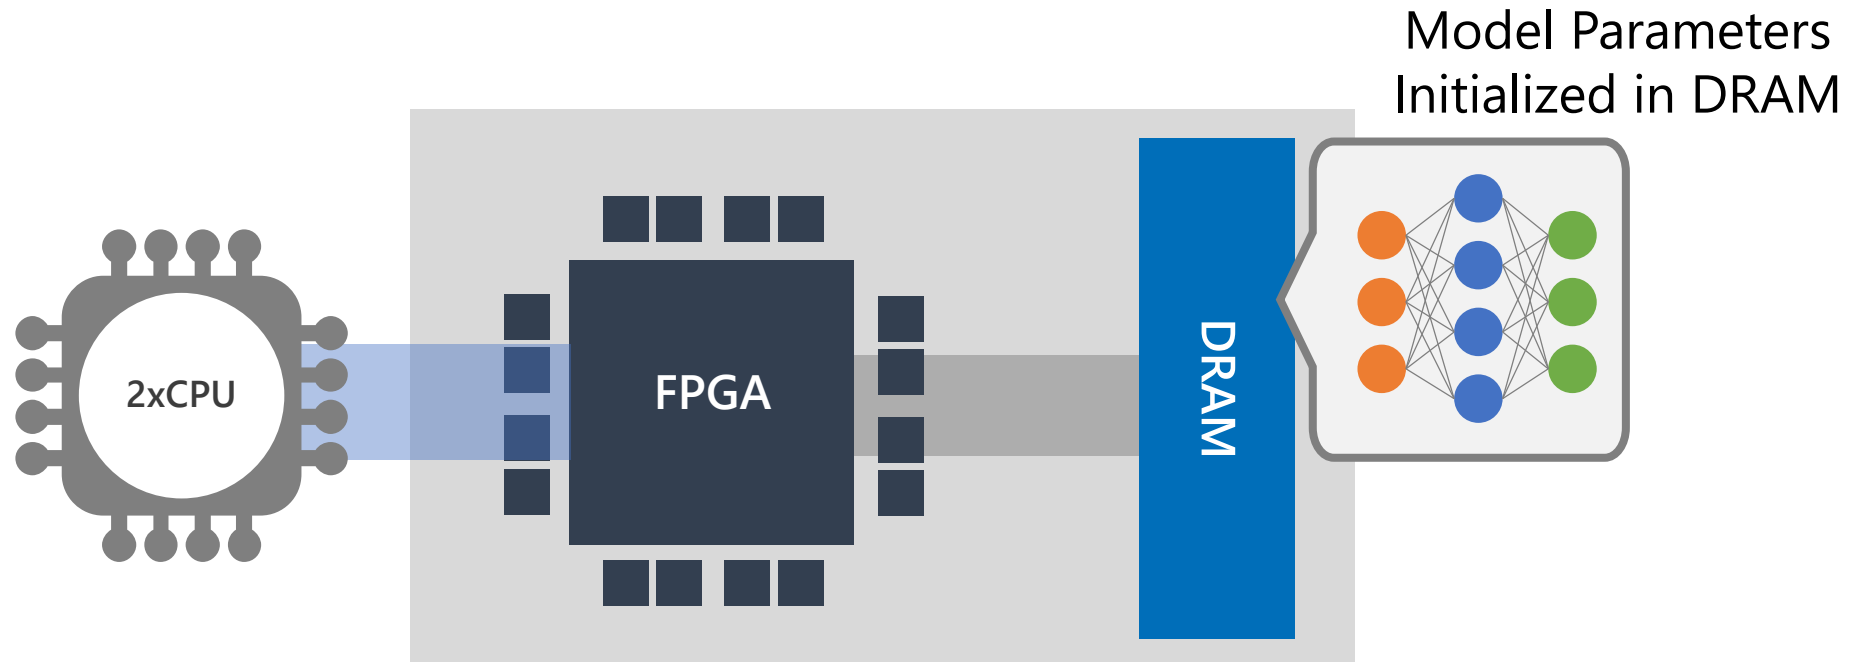 Model Parameters
Initialized in DRAM
2xCPU
FPGA
DRAM